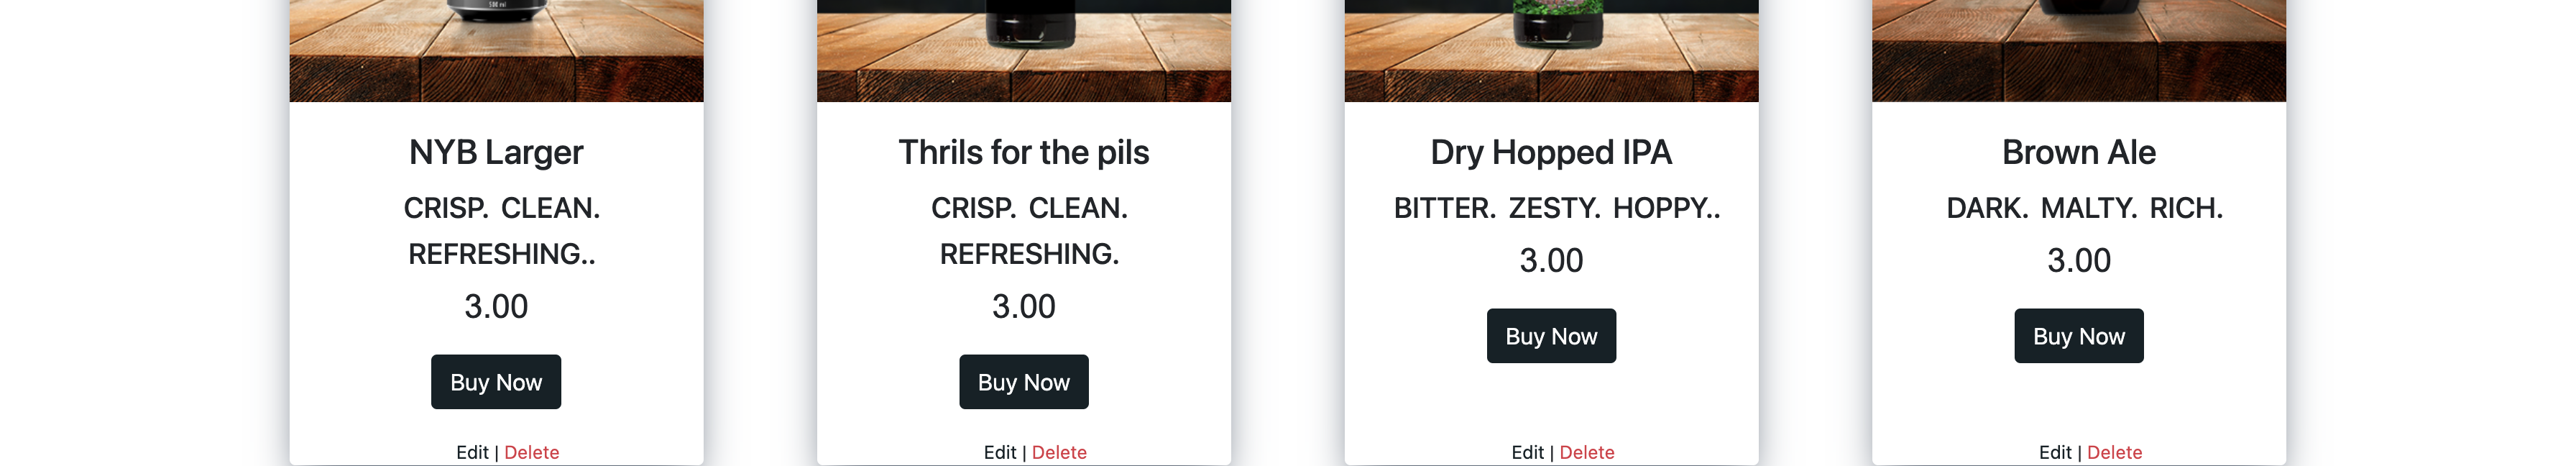 NYB Larger
CRISP. CLEAN.
REFRESHING..
3.00
Buy Now
Edit | Delete
Thrils for the pils
CRISP. CLEAN.
REFRESHING.
3.00
Buy Now
Edit | Delete
Dry Hopped IPA
BITTER. ZESTY. HOPPY..
3.00
Buy Now
Edit | Delete
Brown Ale
DARK. MALTY. RICH.
3.00
Buy Now
Edit | Delete